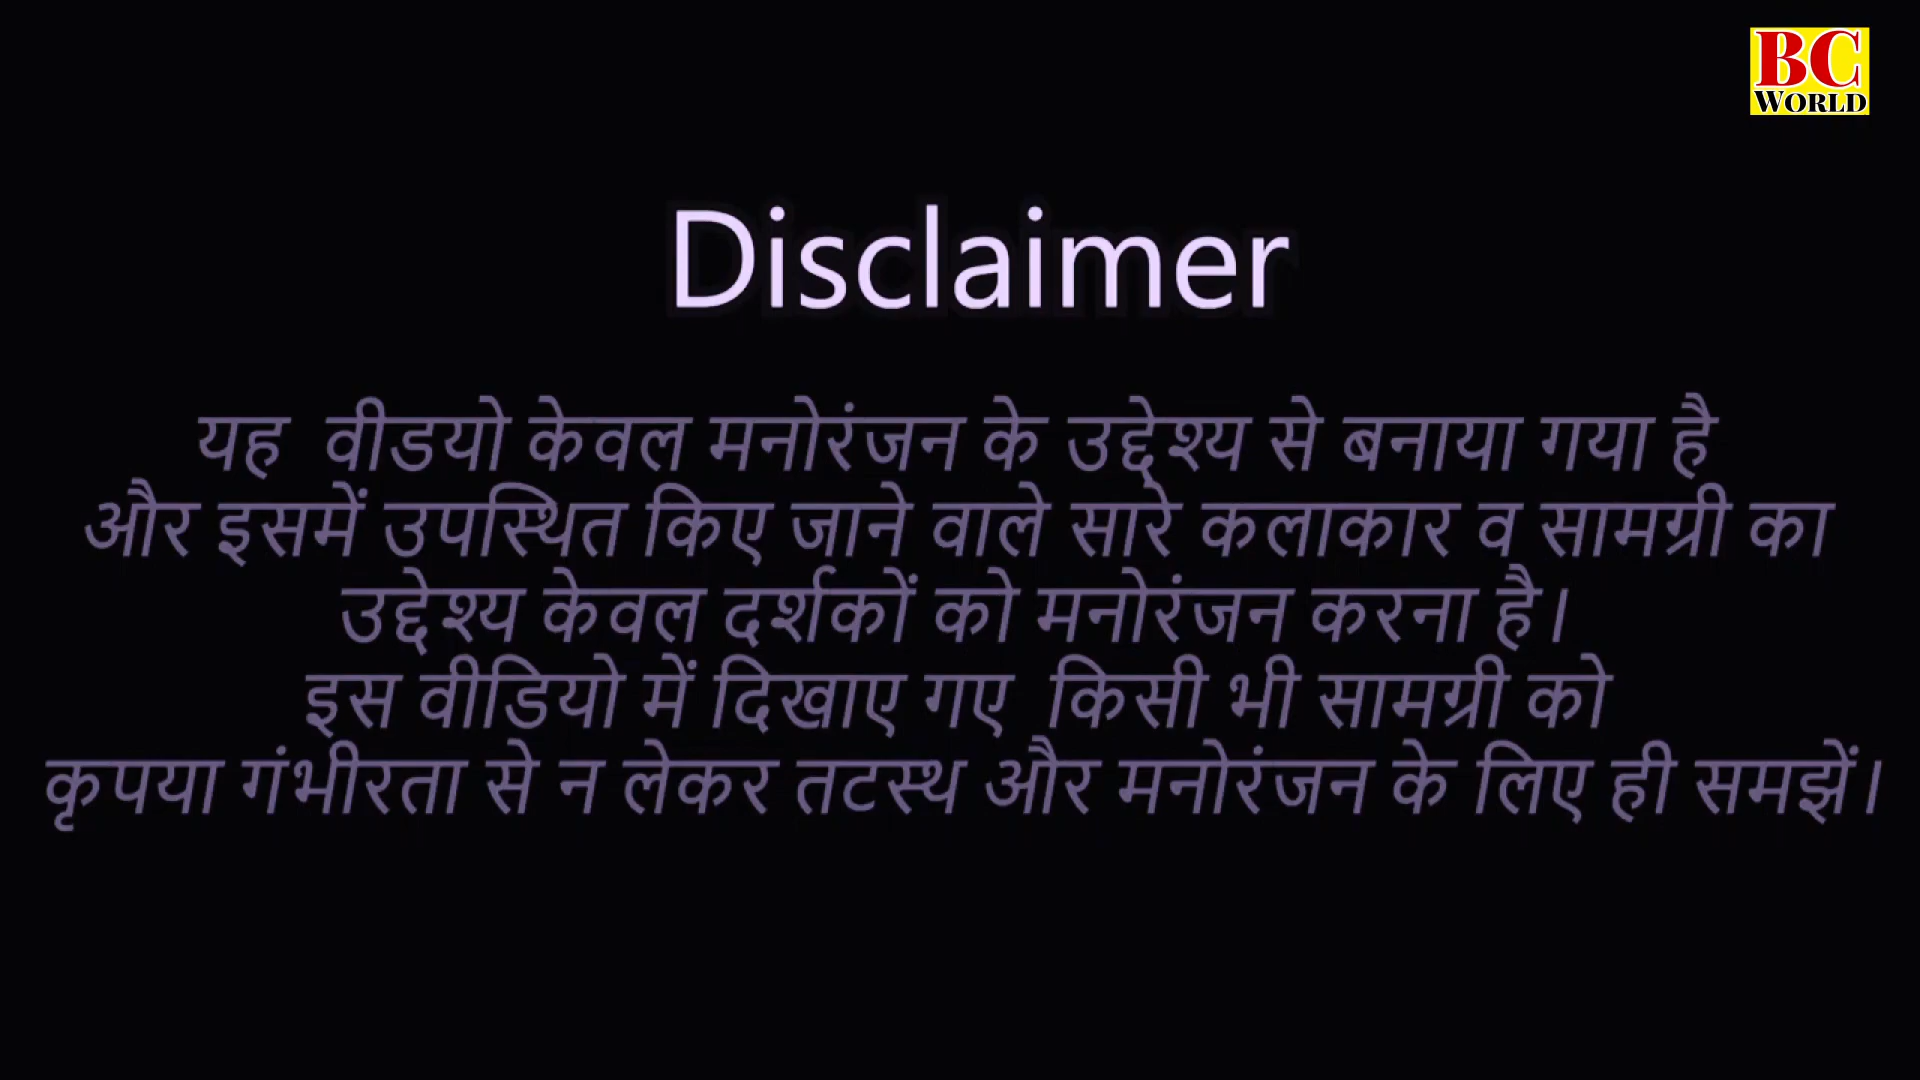 BC
WORLD
Disclaimer
यह वीडयो केवल मनोरंजन के उद्देश्य से बनाया गया है
और इसमें उपस्थित किए जाने वाले सारे कलाकार व सामग्री का
उद्देश्य केवल दर्शकों को मनोरंजन करना है।
इस वीडियो में दिखाए गए किसी भी सामग्री को
कृपया गंभीरता से न लेकर तटस्थ और मनोरंजन के लिए ही समझें।